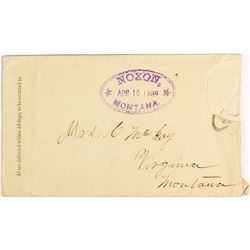 NOXON,
APR 16 1889
MONTANA.
If not delivered within 10 days, to be returned to
Mrs. C McKay
Virginia
Montana